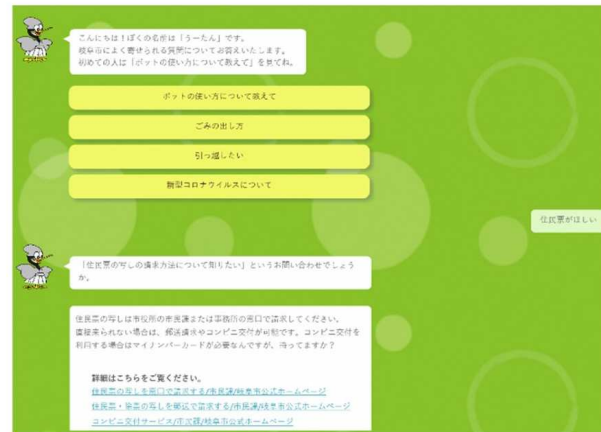 こんにちは!ぼくの名前は「うーたん」です。
岐阜市によく寄せられる質問についてお答えいたします。
初めての人は「ボットの使い方について教えて」を見てね。
ボットの使い方について教えて
ごみの出し方
引っ越したい
新型コロナウイルスについて
住民票がほしい
「住民票の写しの請求方法について知りたい」というお問い合わせでしょう
か。
住民票の写しは市役所の市民課または事務所の窓口で請求してください。
直接来られない場合は、郵送請求やコンビニ交付が可能です。コンビニ交付を
利用する場合はマイナンバーカードが必要なんですが、持ってますか?
詳細はこちらをご覧ください。
住民票の写しを窓口で請求する/市民課/岐阜市公式ホームページ
住民票・除票の写しを郵送で請求する/市民課/岐阜市公式ホームページ
コンビニ交付サービス/市民課/岐阜市公式ホームページ